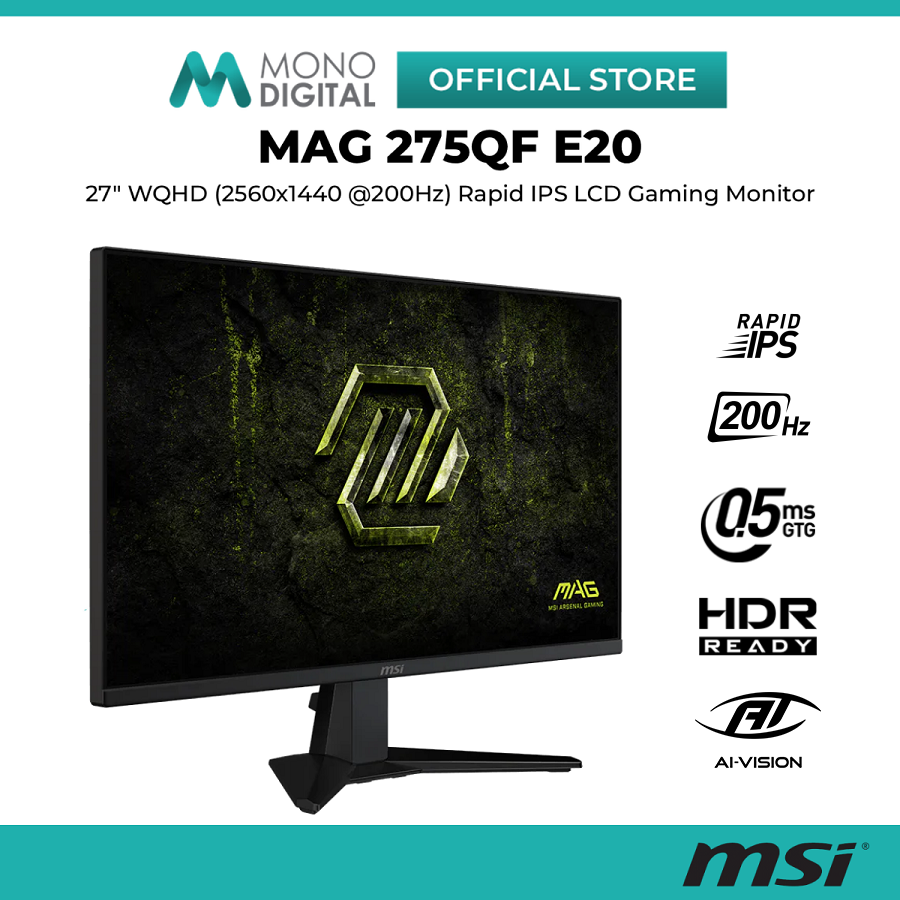 MONO
DIGITAL
OFFICIAL STORE
MAG 275QF E20
27" WQHD (2560x1440 @200Hz) Rapid IPS LCD Gaming Monitor
RAPID
IPS
200Hz
0.5ms
GTG
HDR
READY
MAG
MSI ARSENAL GAMING
msi
AI
AI-VISION
msi®